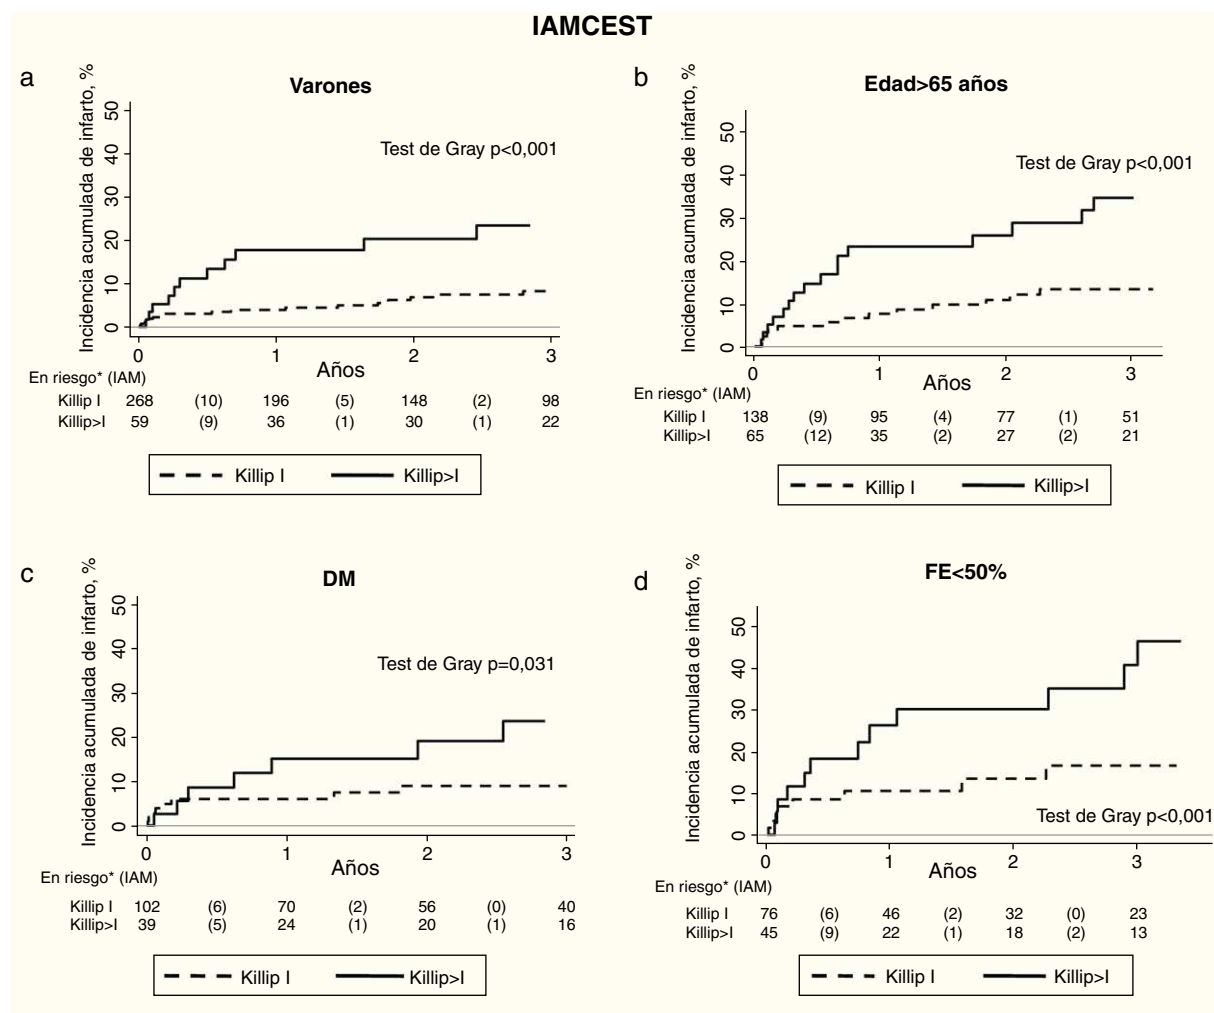 IAMCEST
a
Varones
Incidencia acumulada de infarto, %
50
40
30
20
10
0
Test de Gray p<0,001
0 1 2 3
Años
En riesgo* (IAM)
Killip I 268 (10) 196 (5) 148 (2) 98
Killip>I 59 (9) 36 (1) 30 (1) 22
Killip I Killip>I
b
Edad>65 años
Incidencia acumulada de infarto, %
50
40
30
20
10
0
Test de Gray p<0,001
0 1 2 3
Años
En riesgo* (IAM)
Killip I 138 (9) 95 (4) 77 (1) 51
Killip>I 65 (12) 35 (2) 27 (2) 21
Killip I Killip>I
c
DM
Incidencia acumulada de infarto, %
50
40
30
20
10
0
Test de Gray p=0,031
0 1 2 3
Años
En riesgo* (IAM)
Killip I 102 (6) 70 (2) 56 (0) 40
Killip>I 39 (5) 24 (1) 20 (1) 16
Killip I Killip>I
d
FE<50%
Incidencia acumulada de infarto, %
50
40
30
20
10
0
Test de Gray p<0,001
0 1 2 3
Años
En riesgo* (IAM)
Killip I 76 (6) 46 (2) 32 (0) 23
Killip>I 45 (9) 22 (1) 18 (2) 13
Killip I Killip>I